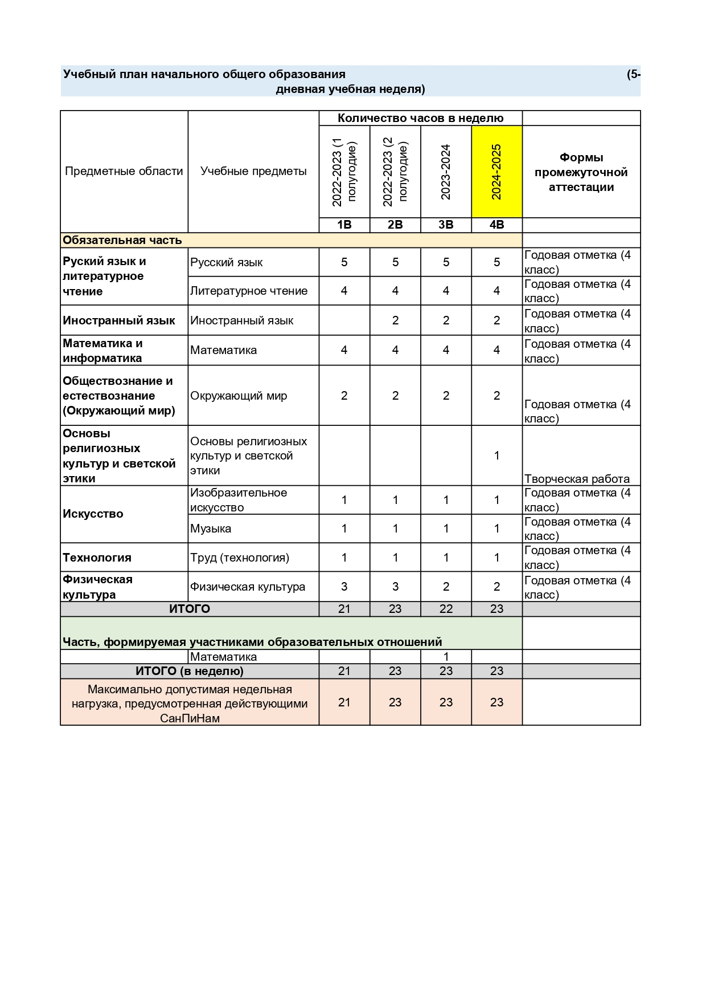 Учебный план начального общего образования (5-
дневная учебная неделя)
Предметные области
Учебные предметы
Количество часов в неделю
2022-2023 (1
полугодие)
2022-2023 (2
полугодие)
2023-2024
2024-2025
Формы
промежуточной
аттестации
1В 2В 3В 4В
Обязательная часть
Руский язык и
литературное
чтение
Русский язык 5 5 5 5
Годовая отметка (4
класс)
Литературное чтение 4 4 4 4
Годовая отметка (4
класс)
Иностранный язык Иностранный язык 2 2 2
Годовая отметка (4
класс)
Математика и
информатика
Математика 4 4 4 4
Годовая отметка (4
класс)
Обществознание и
естествознание
(Окружающий мир)
Окружающий мир 2 2 2 2
Годовая отметка (4
класс)
Основы
религиозных
культур и светской
этики
Основы религиозных
культур и светской
этики
1
Творческая работа
Искусство
Изобразительное
искусство
1 1 1 1
Годовая отметка (4
класс)
Музыка 1 1 1 1
Годовая отметка (4
класс)
Технология Труд (технология) 1 1 1 1
Годовая отметка (4
класс)
Физическая
культура
Физическая культура 3 3 2 2
Годовая отметка (4
класс)
ИТОГО 21 23 22 23
Часть, формируемая участниками образовательных отношений
Математика 1
ИТОГО (в неделю) 21 23 23 23
Максимально допустимая недельная
нагрузка, предусмотренная действующими
СанПиНам
21 23 23 23